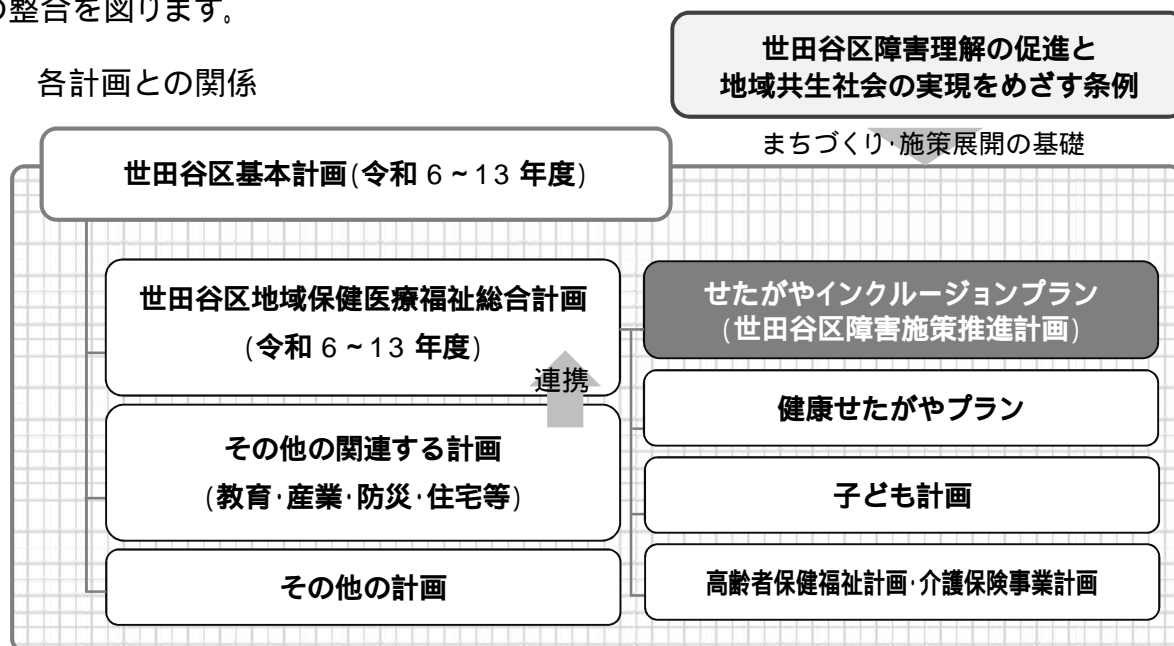 の整合を図ります。
各計画との関係
世田谷区障害理解の促進と
地域共生社会の実現をめざす条例
まちづくり・施策展開の基礎
世田谷区基本計画(令和 6~13 年度)
世田谷区地域保健医療福祉総合計画
(令和 6~13 年度)
連携
その他の関連する計画
(教育・産業・防災・住宅等)
その他の計画
せたがやインクルージョンプラン
(世田谷区障害施策推進計画)
健康せたがやプラン
子ども計画
高齢者保健福祉計画・介護保険事業計画